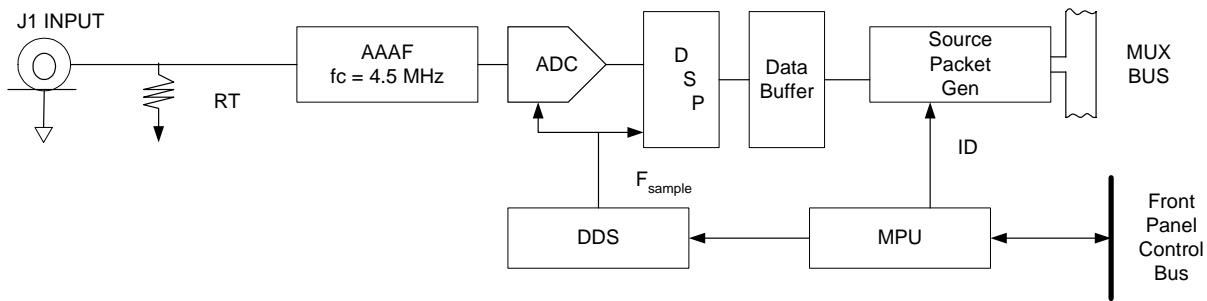 J1 INPUT
RT
AAAF
fc = 4.5 MHz
ADC
D
S
P
Data
Buffer
Source
Packet
Gen
MUX
BUS
ID
F_sample
DDS
MPU
Front
Panel
Control
Bus